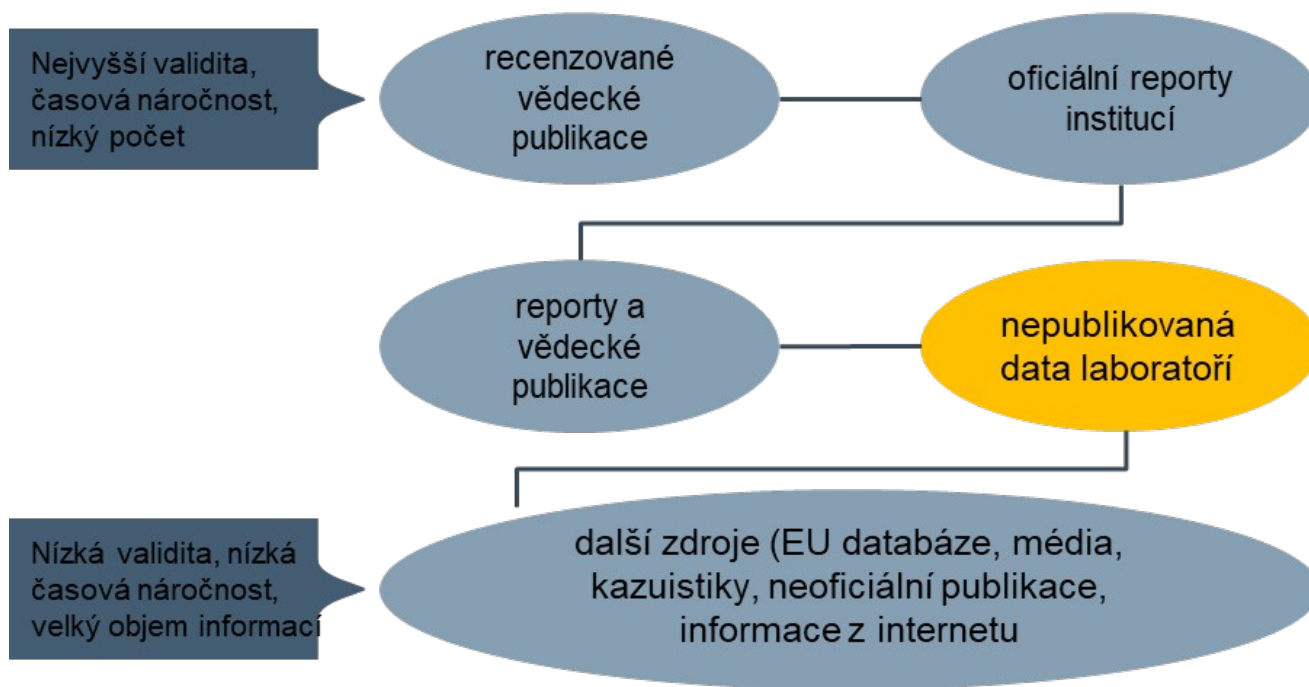 Nejvyšší validita,
časová náročnost,
nízký počet
recenzované
vědecké
publikace
oficiální reporty
institucí
reporty a
vědecké
publikace
nepublikovaná
data laboratoří
Nízká validita, nízká
časová náročnost,
velký objem informací
další zdroje (EU databáze, média,
kazuistiky, neoficiální publikace,
informace z internetu